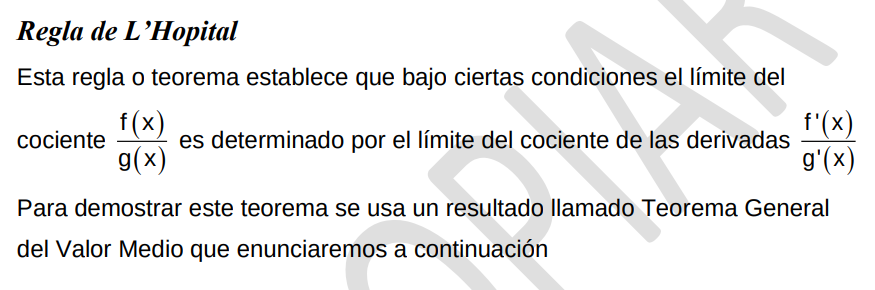 Regla de L’Hopital
Esta regla o teorema establece que bajo ciertas condiciones el límite del
cociente f(x)/g(x) es determinado por el límite del cociente de las derivadas f'(x)/g'(x)
Para demostrar este teorema se usa un resultado llamado Teorema General
del Valor Medio que enunciaremos a continuación
OPIAR